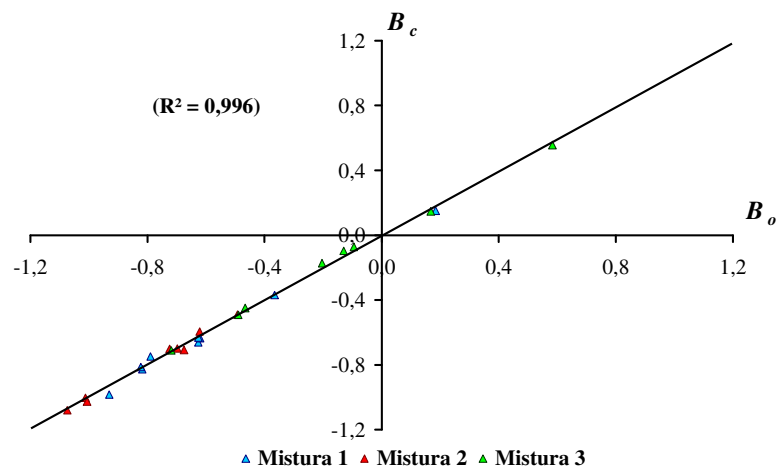 B c
1,2
0,8
(R² = 0,996)
0,4
0,0
B o
-1,2 -0,8 -0,4 0,0 0,4 0,8 1,2
-0,4
-0,8
-1,2
Mistura 1 Mistura 2 Mistura 3